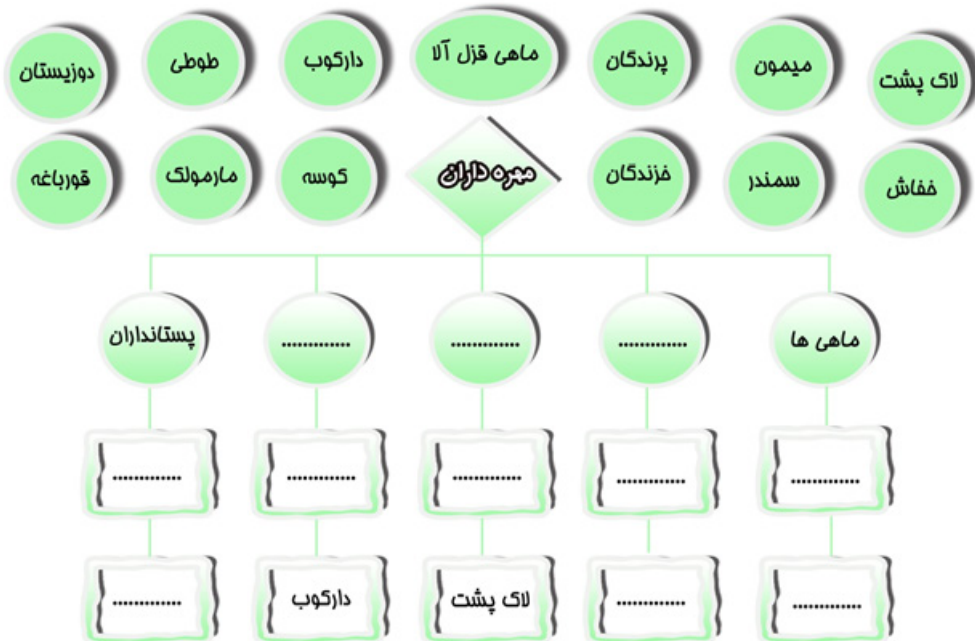 لاک پشت
میمون
پرندگان
ماهی قزل آلا
دارکوب
طوطی
دوزیستان
خفاش
سمندر
خزندگان
مهره داران
کوسه
مارمولک
قورباغه
ماهی ها
.............
.............
.............
پستانداران
.............
.............
.............
.............
.............
.............
.............
لاک پشت
دارکوب
.............